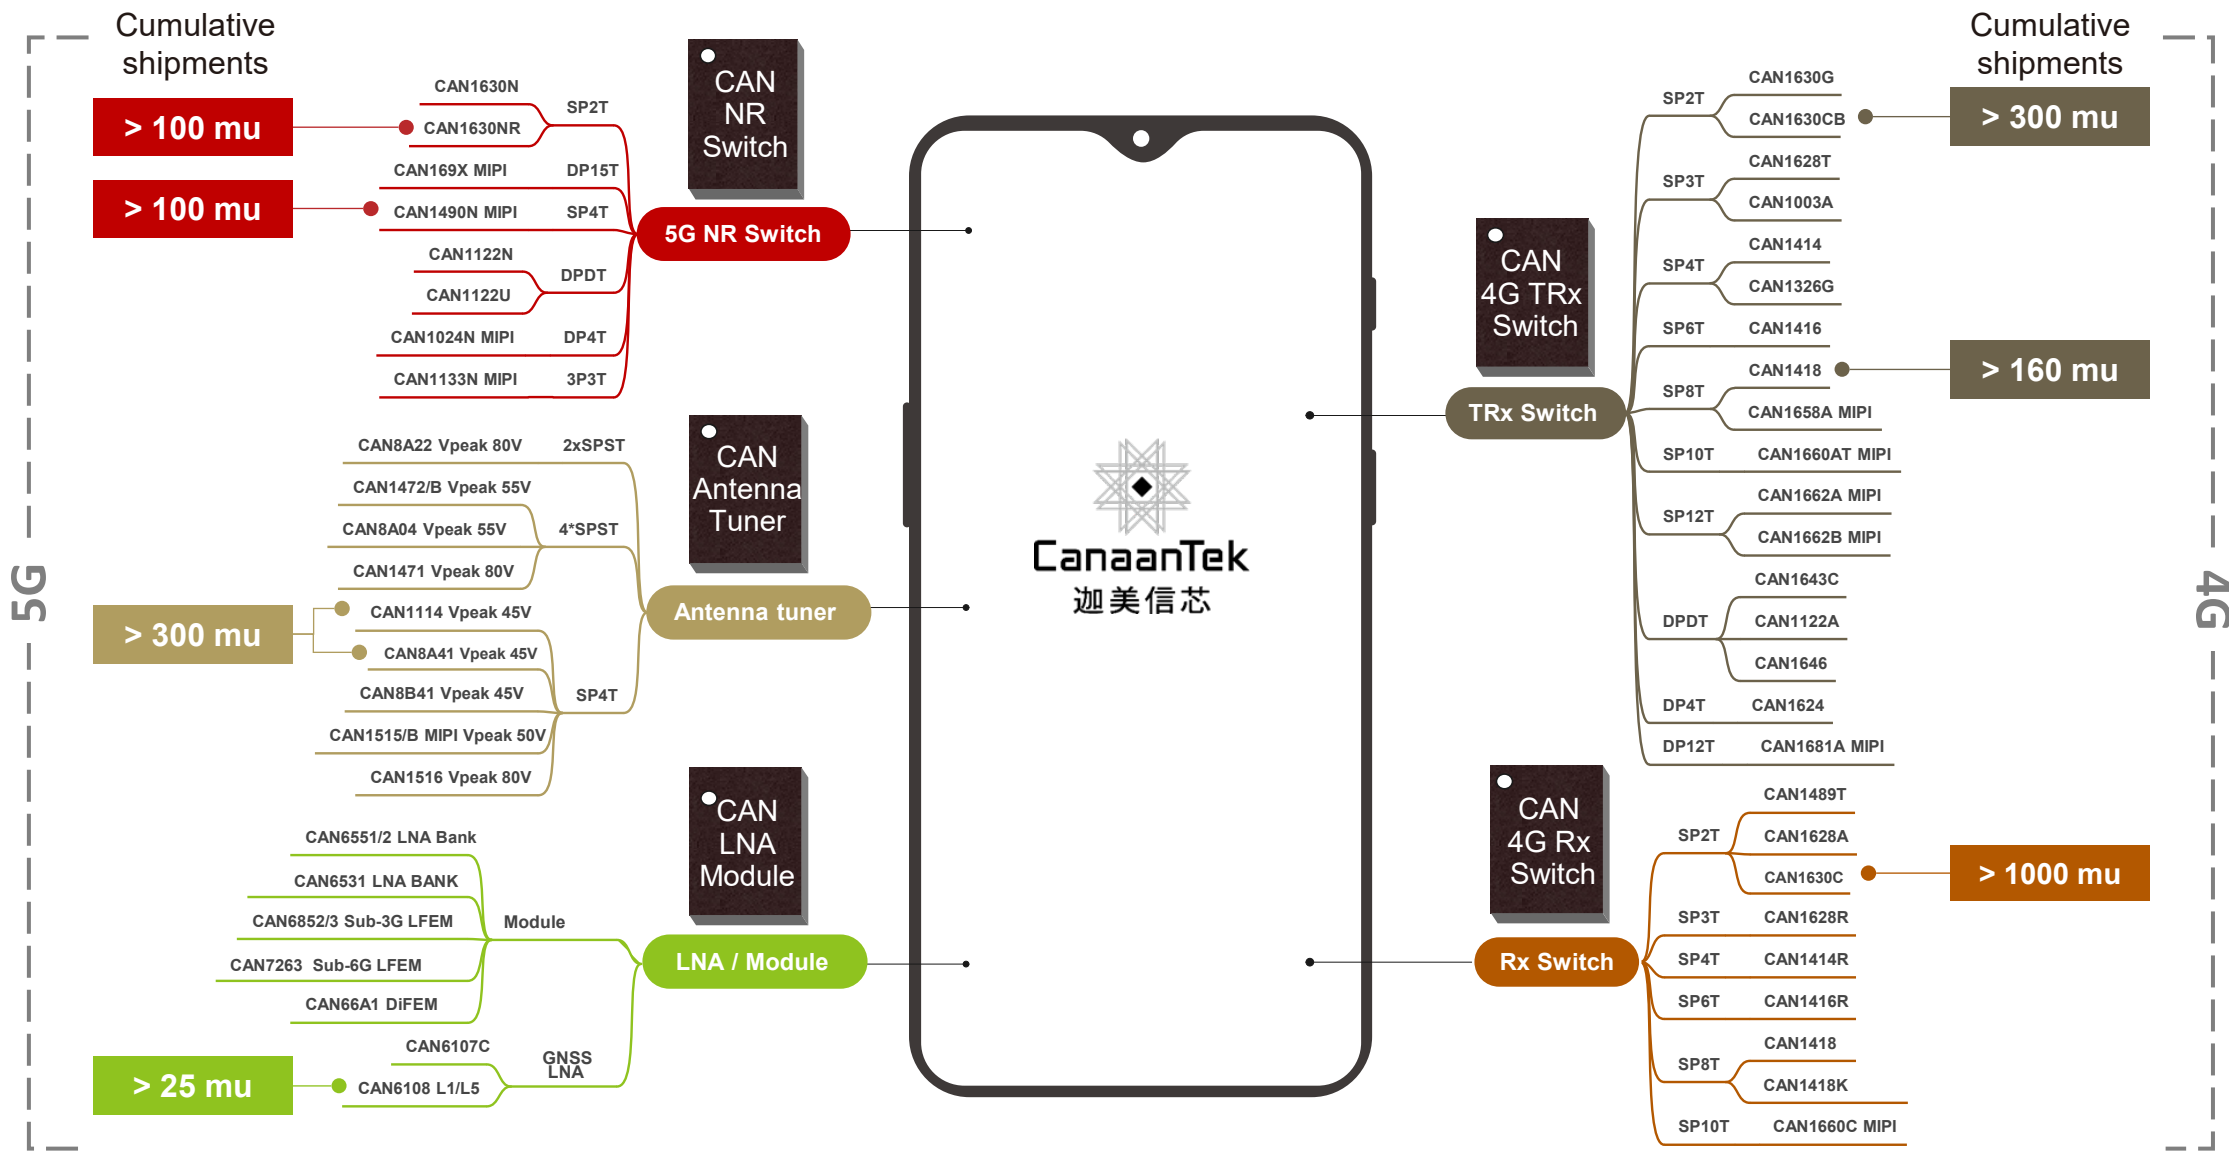 5G
Cumulative
shipments
> 100 mu
> 100 mu
> 300 mu
> 25 mu
CAN1630N
CAN1630NR
SP2T
CAN169X MIPI
DP15T
CAN1490N MIPI
SP4T
CAN1122N
CAN1122U
DPDT
CAN1024N MIPI
DP4T
CAN1133N MIPI
3P3T
CAN
NR
Switch
5G NR Switch
CAN8A22 Vpeak 80V
2xSPST
CAN1472/B Vpeak 55V
CAN8A04 Vpeak 55V
4*SPST
CAN1471 Vpeak 80V
CAN1114 Vpeak 45V
CAN8A41 Vpeak 45V
CAN8B41 Vpeak 45V
SP4T
CAN1515/B MIPI Vpeak 50V
CAN1516 Vpeak 80V
CAN
Antenna
Tuner
Antenna tuner
CAN6551/2 LNA Bank
CAN6531 LNA BANK
CAN6852/3 Sub-3G LFEM
Module
CAN7263 Sub-6G LFEM
CAN66A1 DiFEM
CAN6107C
GNSS
LNA
CAN6108 L1/L5
CAN
LNA
Module
LNA / Module
CanaanTek
迦美信芯
CAN
4G TRx
Switch
TRx Switch
SP2T
CAN1630G
CAN1630CB
SP3T
CAN1628T
CAN1003A
SP4T
CAN1414
CAN1326G
SP6T
CAN1416
SP8T
CAN1418
CAN1658A MIPI
SP10T
CAN1660AT MIPI
SP12T
CAN1662A MIPI
CAN1662B MIPI
DPDT
CAN1643C
CAN1122A
CAN1646
DP4T
CAN1624
DP12T
CAN1681A MIPI
CAN
4G Rx
Switch
Rx Switch
SP2T
CAN1489T
CAN1628A
CAN1630C
SP3T
CAN1628R
SP4T
CAN1414R
SP6T
CAN1416R
SP8T
CAN1418
CAN1418K
SP10T
CAN1660C MIPI
Cumulative
shipments
> 300 mu
> 160 mu
> 1000 mu
4G